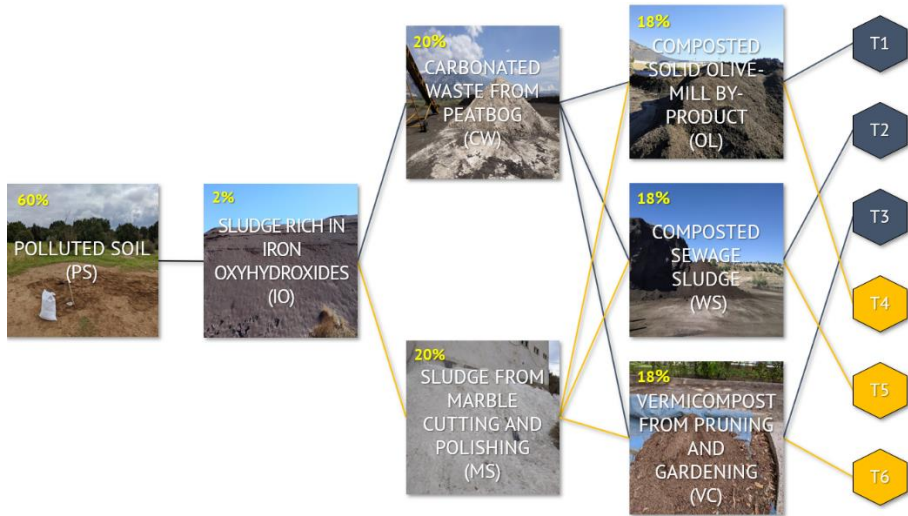 60%
POLLUTED SOIL
(PS)
2%
SLUDGE RICH IN
IRON
OXYHYDROXIDES
(IO)
20%
CARBONATED
WASTE FROM
PEATBOG
(CW)
20%
SLUDGE FROM
MARBLE
CUTTING AND
POLISHING
(MS)
18%
COMPOSTED
SOLID OLIVE-
MILL BY-
PRODUCT
(OL)
18%
COMPOSTED
SEWAGE
SLUDGE
(WS)
18%
VERMICOMPOST
FROM PRUNING
AND
GARDENING
(VC)
T1
T2
T3
T4
T5
T6